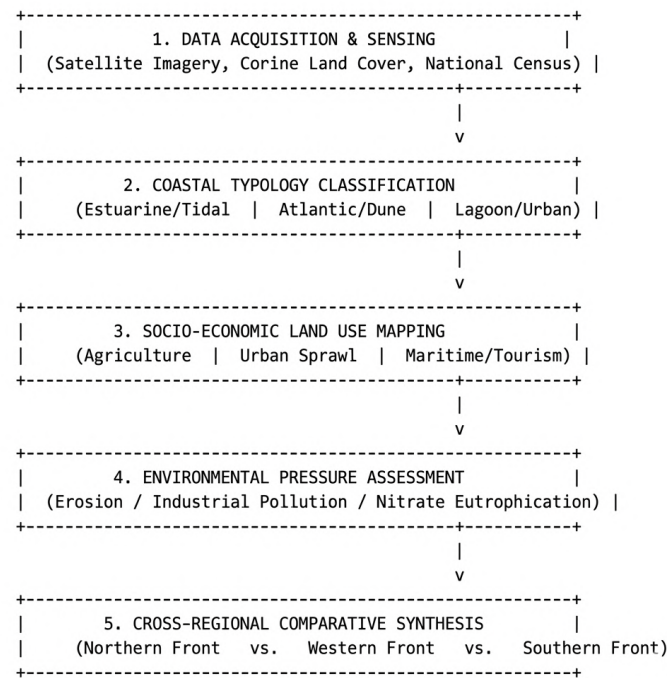 1. DATA ACQUISITION & SENSING
(Satellite Imagery, Corine Land Cover, National Census)
v
2. COASTAL TYPOLOGY CLASSIFICATION
(Estuarine/Tidal | Atlantic/Dune | Lagoon/Urban)
v
3. SOCIO-ECONOMIC LAND USE MAPPING
(Agriculture | Urban Sprawl | Maritime/Tourism)
v
4. ENVIRONMENTAL PRESSURE ASSESSMENT
(Erosion / Industrial Pollution / Nitrate Eutrophication)
v
5. CROSS-REGIONAL COMPARATIVE SYNTHESIS
(Northern Front vs. Western Front vs. Southern Front)